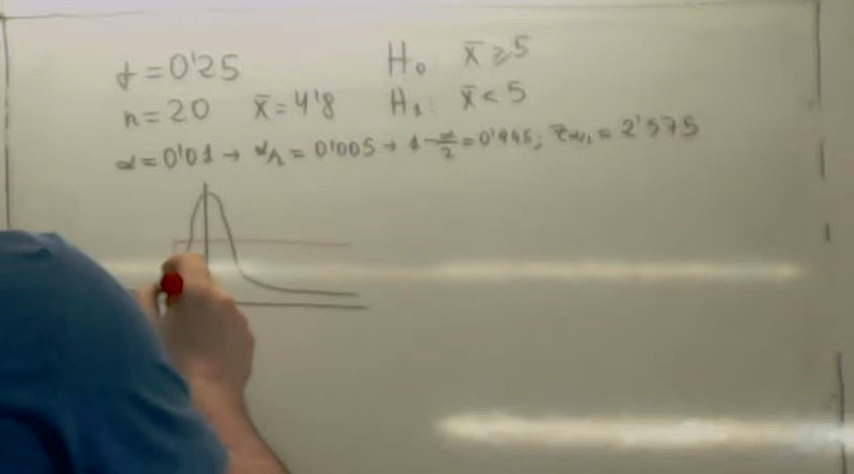 σ = 0'25 H₀: x̄ ≥ 5
n = 20 x̄ = 4'8 H₁: x̄ < 5
α = 0'01 → α/2 = 0'005 → 1 - α/2 = 0'995; Zα/2 = 2'575